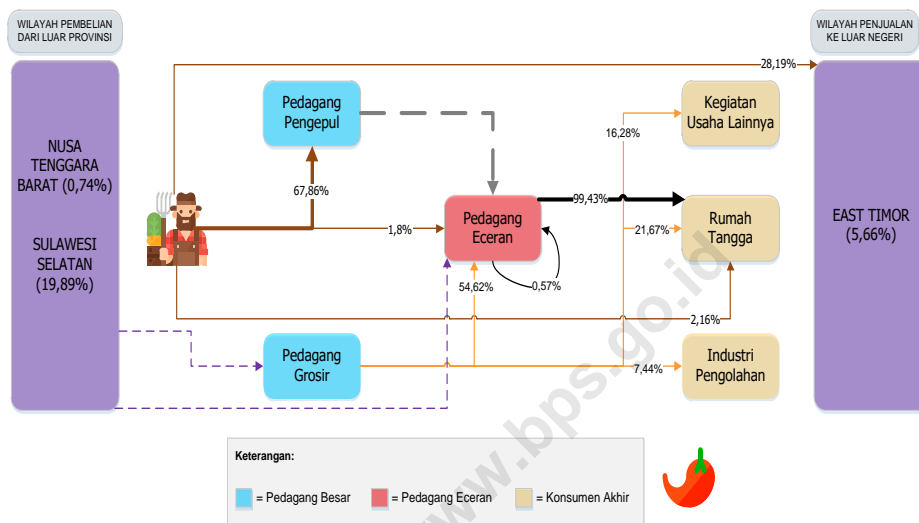 WILAYAH PEMBELIAN
DARI LUAR PROVINSI
WILAYAH PENJUALAN
KE LUAR NEGERI
28,19%
Pedagang
Pengepul
Kegiatan
Usaha Lainnya
16,28%
NUSA
TENGGARA
BARAT (0,74%)
67,86%
99,43%
Pedagang
Eceran
Rumah
Tangga
1,8%
21,67%
EAST TIMOR
(5,66%)
SULAWESI
SELATAN
(19,89%)
54,62%
0,57%
2,16%
Pedagang
Grosir
7,44%
Industri
Pengolahan
Keterangan:
= Pedagang Besar
= Pedagang Eceran
= Konsumen Akhir
www.bps.go.id